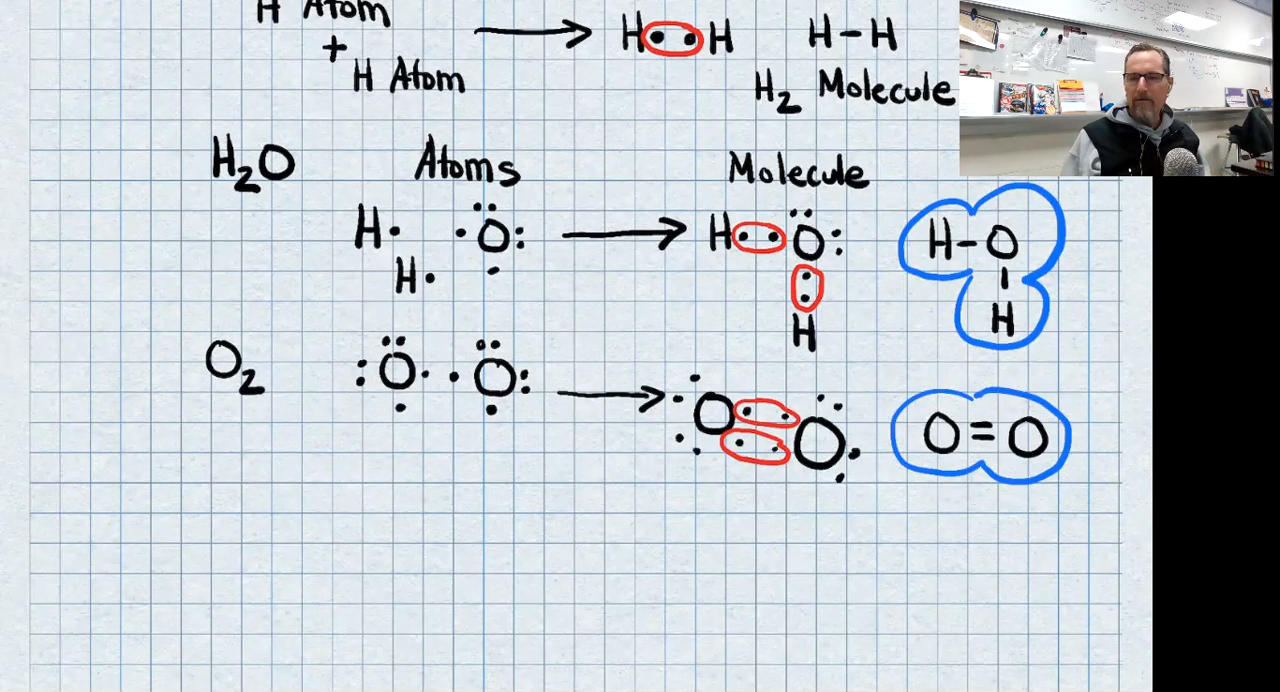 H Atom
+
H Atom
H··H H-H
H₂ Molecule
H₂O Atoms Molecule
H· ·Ö: H··Ö: H-O
H·
H H
O₂ :Ö· ·Ö: O::O O=O